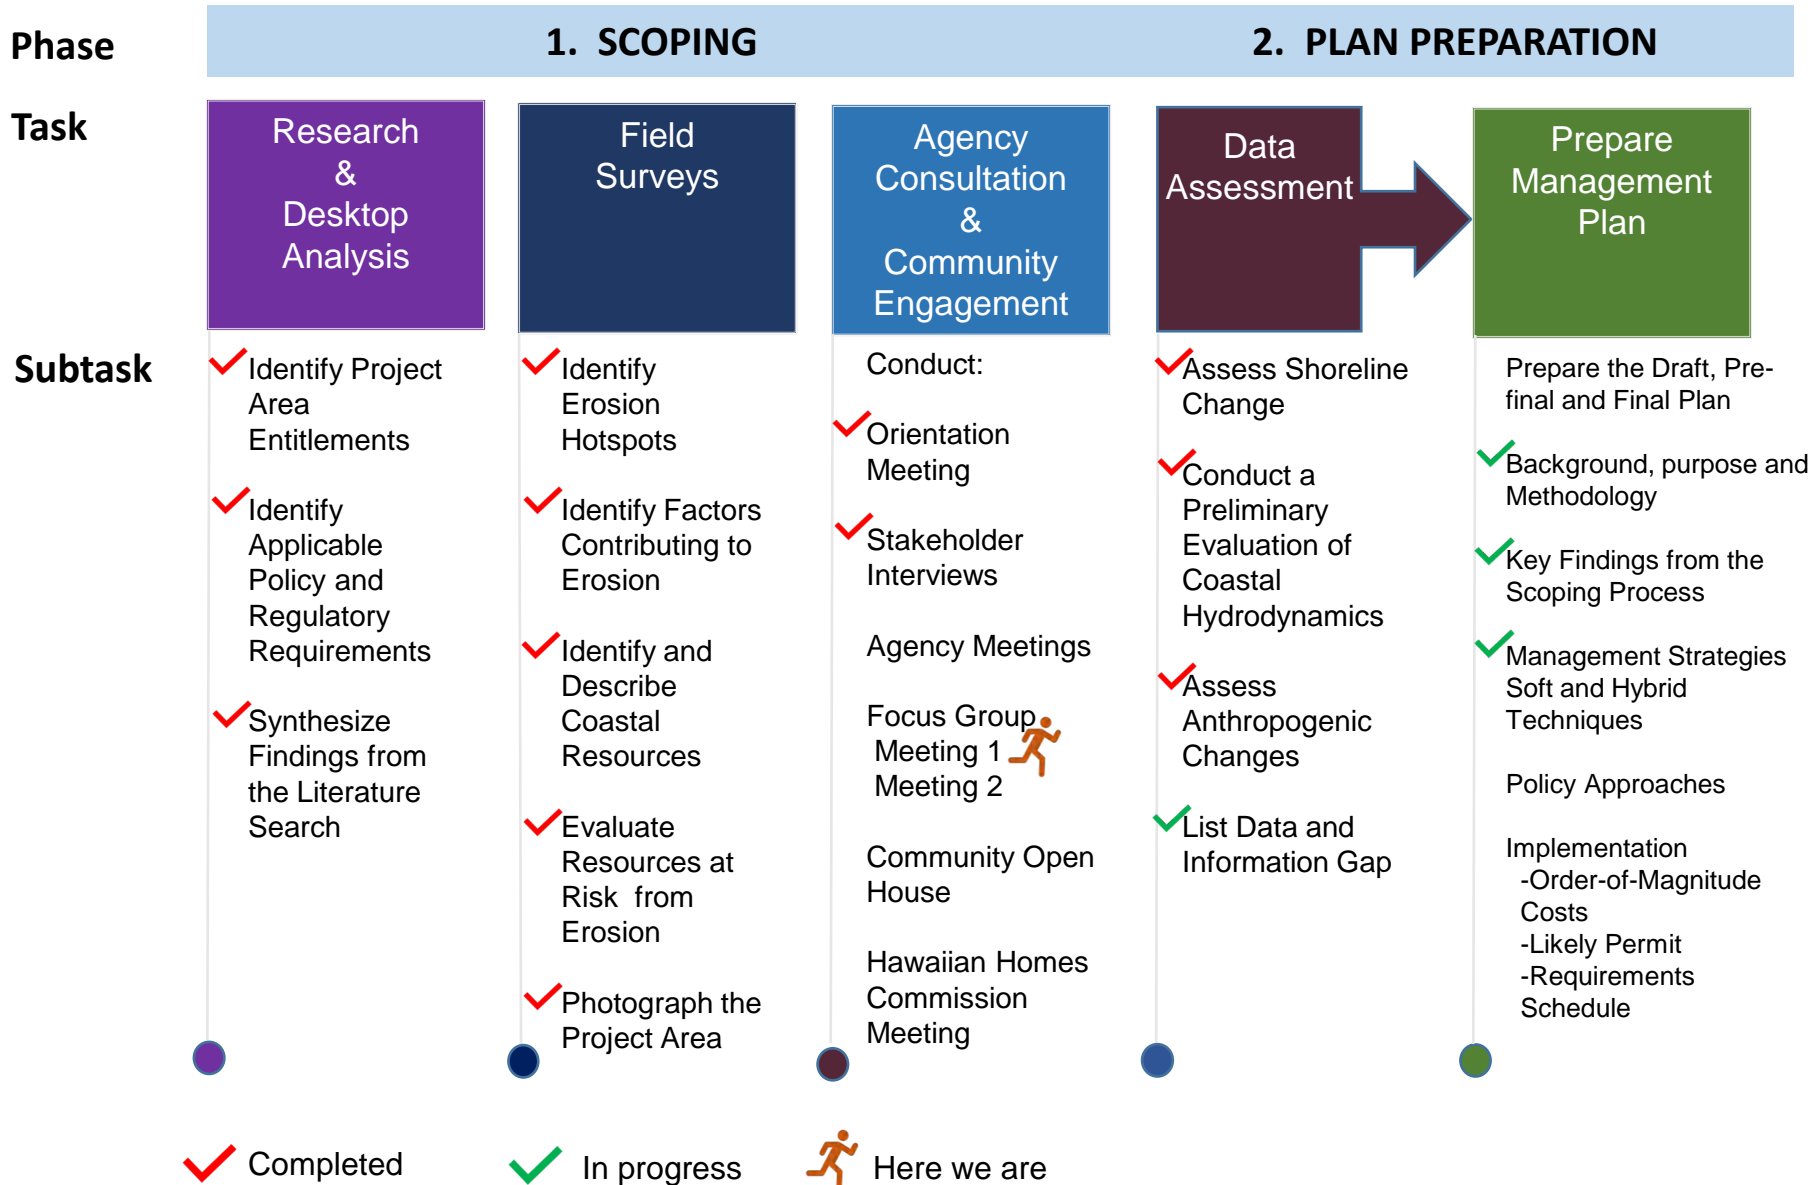 Phase
1. SCOPING
2. PLAN PREPARATION
Task
Research
&
Desktop
Analysis
Field
Surveys
Agency
Consultation
&
Community
Engagement
Data
Assessment
Prepare
Management
Plan
Subtask
Identify Project
Area
Entitlements
Identify
Applicable
Policy and
Regulatory
Requirements
Synthesize
Findings from
the Literature
Search
Identify
Erosion
Hotspots
Identify Factors
Contributing to
Erosion
Identify and
Describe
Coastal
Resources
Evaluate
Resources at
Risk from
Erosion
Photograph the
Project Area
Conduct:
Orientation
Meeting
Stakeholder
Interviews
Agency Meetings
Focus Group
Meeting 1
Meeting 2
Community Open
House
Hawaiian Homes
Commission
Meeting
Assess Shoreline
Change
Conduct a
Preliminary
Evaluation of
Coastal
Hydrodynamics
Assess
Anthropogenic
Changes
List Data and
Information Gap
Prepare the Draft, Pre-
final and Final Plan
Background, purpose and
Methodology
Key Findings from the
Scoping Process
Management Strategies
Soft and Hybrid
Techniques
Policy Approaches
Implementation
-Order-of-Magnitude
Costs
-Likely Permit
-Requirements
Schedule
Completed
In progress
Here we are